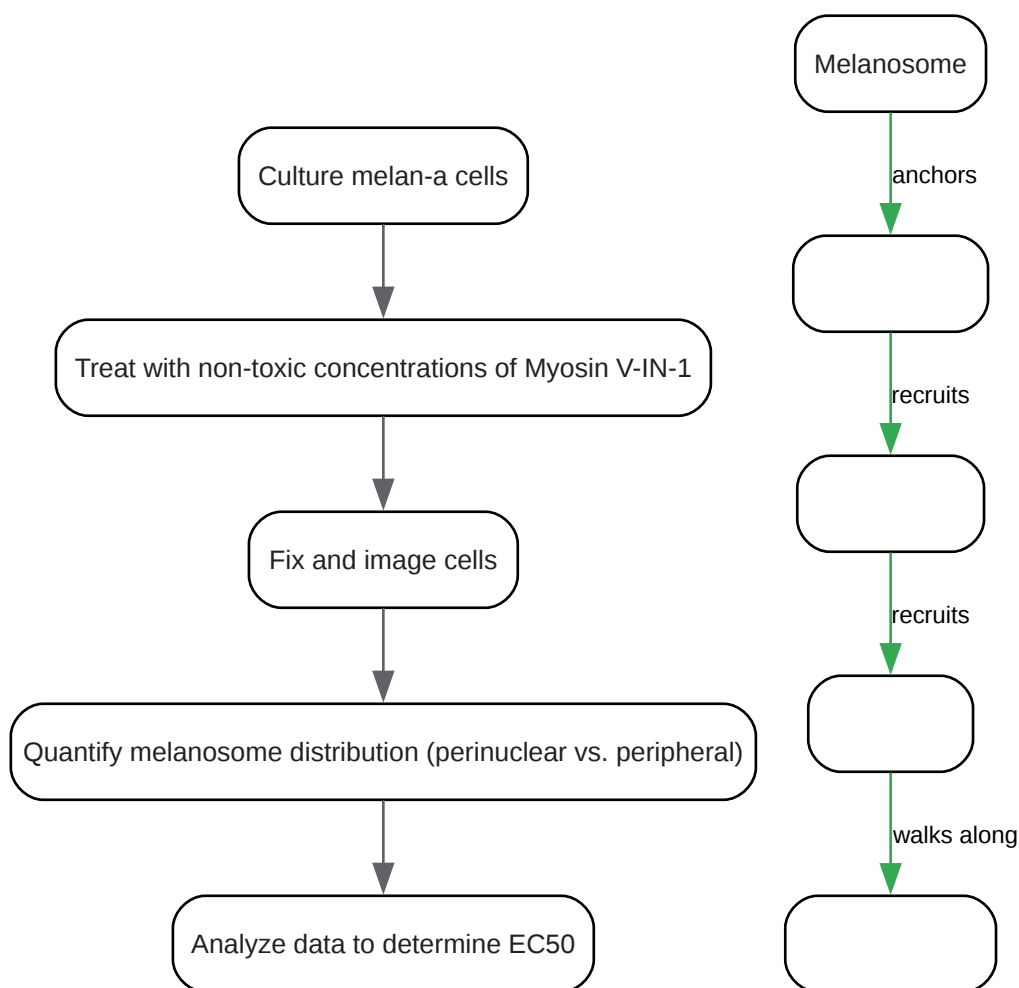 Culture melan-a cells
Treat with non-toxic concentrations of Myosin V-IN-1
Fix and image cells
Quantify melanosome distribution (perinuclear vs. peripheral)
Analyze data to determine EC50
Melanosome
anchors
recruits
recruits
walks along